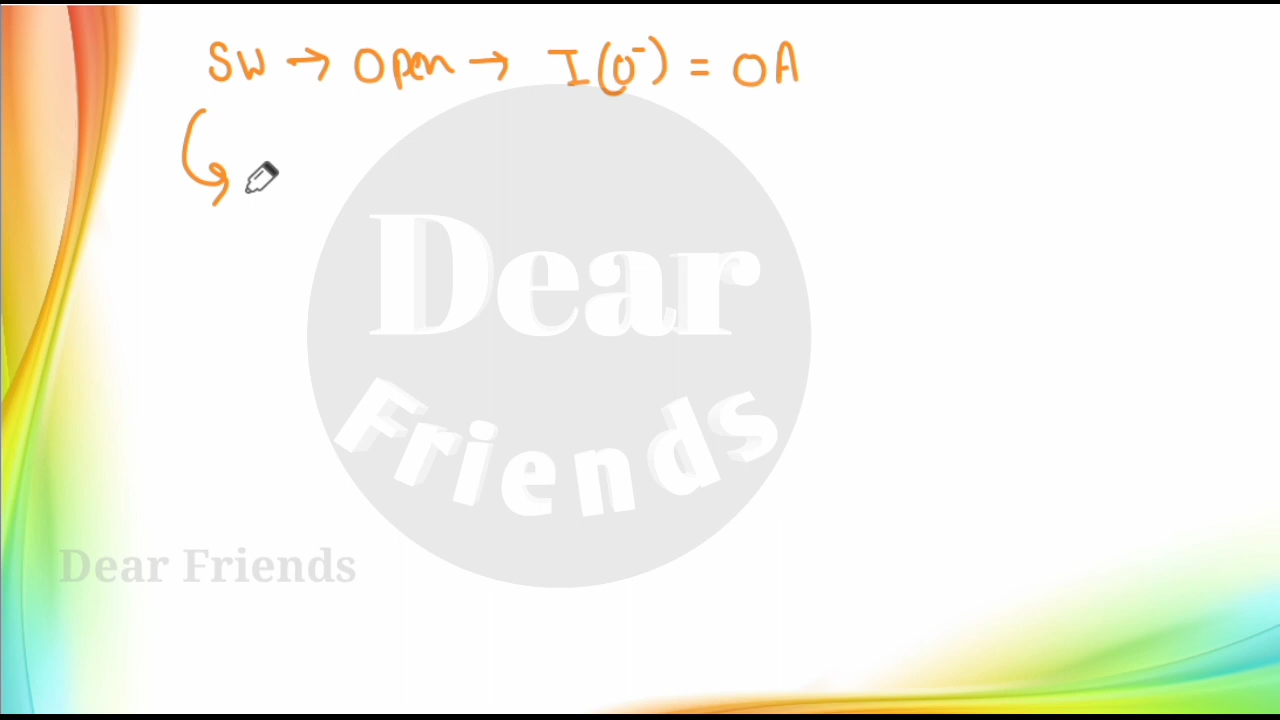 SW → Open → I(0⁻) = 0A
Dear
Friends
Dear Friends